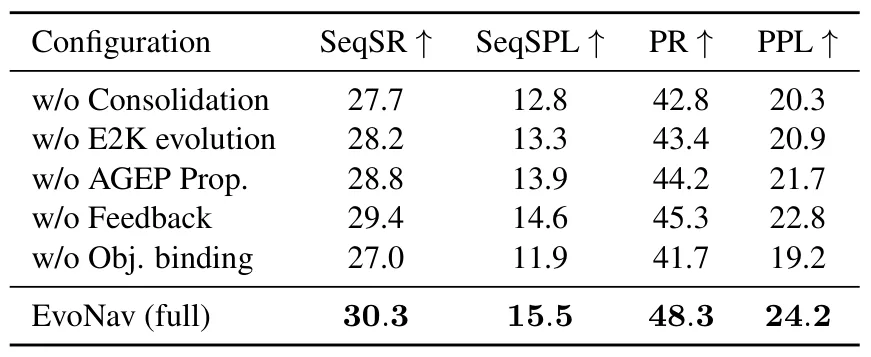 Configuration SeqSR ↑ SeqSPL ↑ PR ↑ PPL ↑
w/o Consolidation 27.7 12.8 42.8 20.3
w/o E2K evolution 28.2 13.3 43.4 20.9
w/o AGEP Prop. 28.8 13.9 44.2 21.7
w/o Feedback 29.4 14.6 45.3 22.8
w/o Obj. binding 27.0 11.9 41.7 19.2
EvoNav (full) 30.3 15.5 48.3 24.2